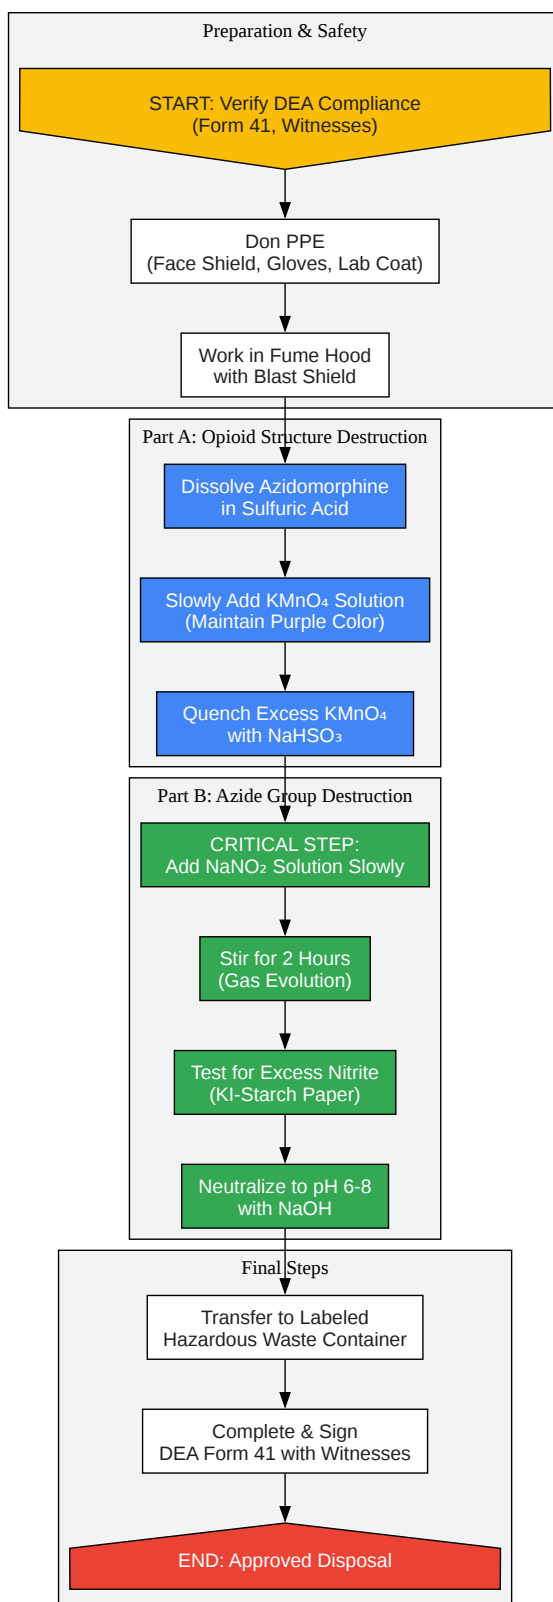 Preparation & Safety
START: Verify DEA Compliance
(Form 41, Witnesses)
Don PPE
(Face Shield, Gloves, Lab Coat)
Work in Fume Hood
with Blast Shield
Part A: Opioid Structure Destruction
Dissolve Azidomorphine
in Sulfuric Acid
Slowly Add KMnO₄ Solution
(Maintain Purple Color)
Quench Excess KMnO₄
with NaHSO₃
Part B: Azide Group Destruction
CRITICAL STEP:
Add NaNO₂ Solution Slowly
Stir for 2 Hours
(Gas Evolution)
Test for Excess Nitrite
(KI-Starch Paper)
Neutralize to pH 6-8
with NaOH
Final Steps
Transfer to Labeled
Hazardous Waste Container
Complete & Sign
DEA Form 41 with Witnesses
END: Approved Disposal